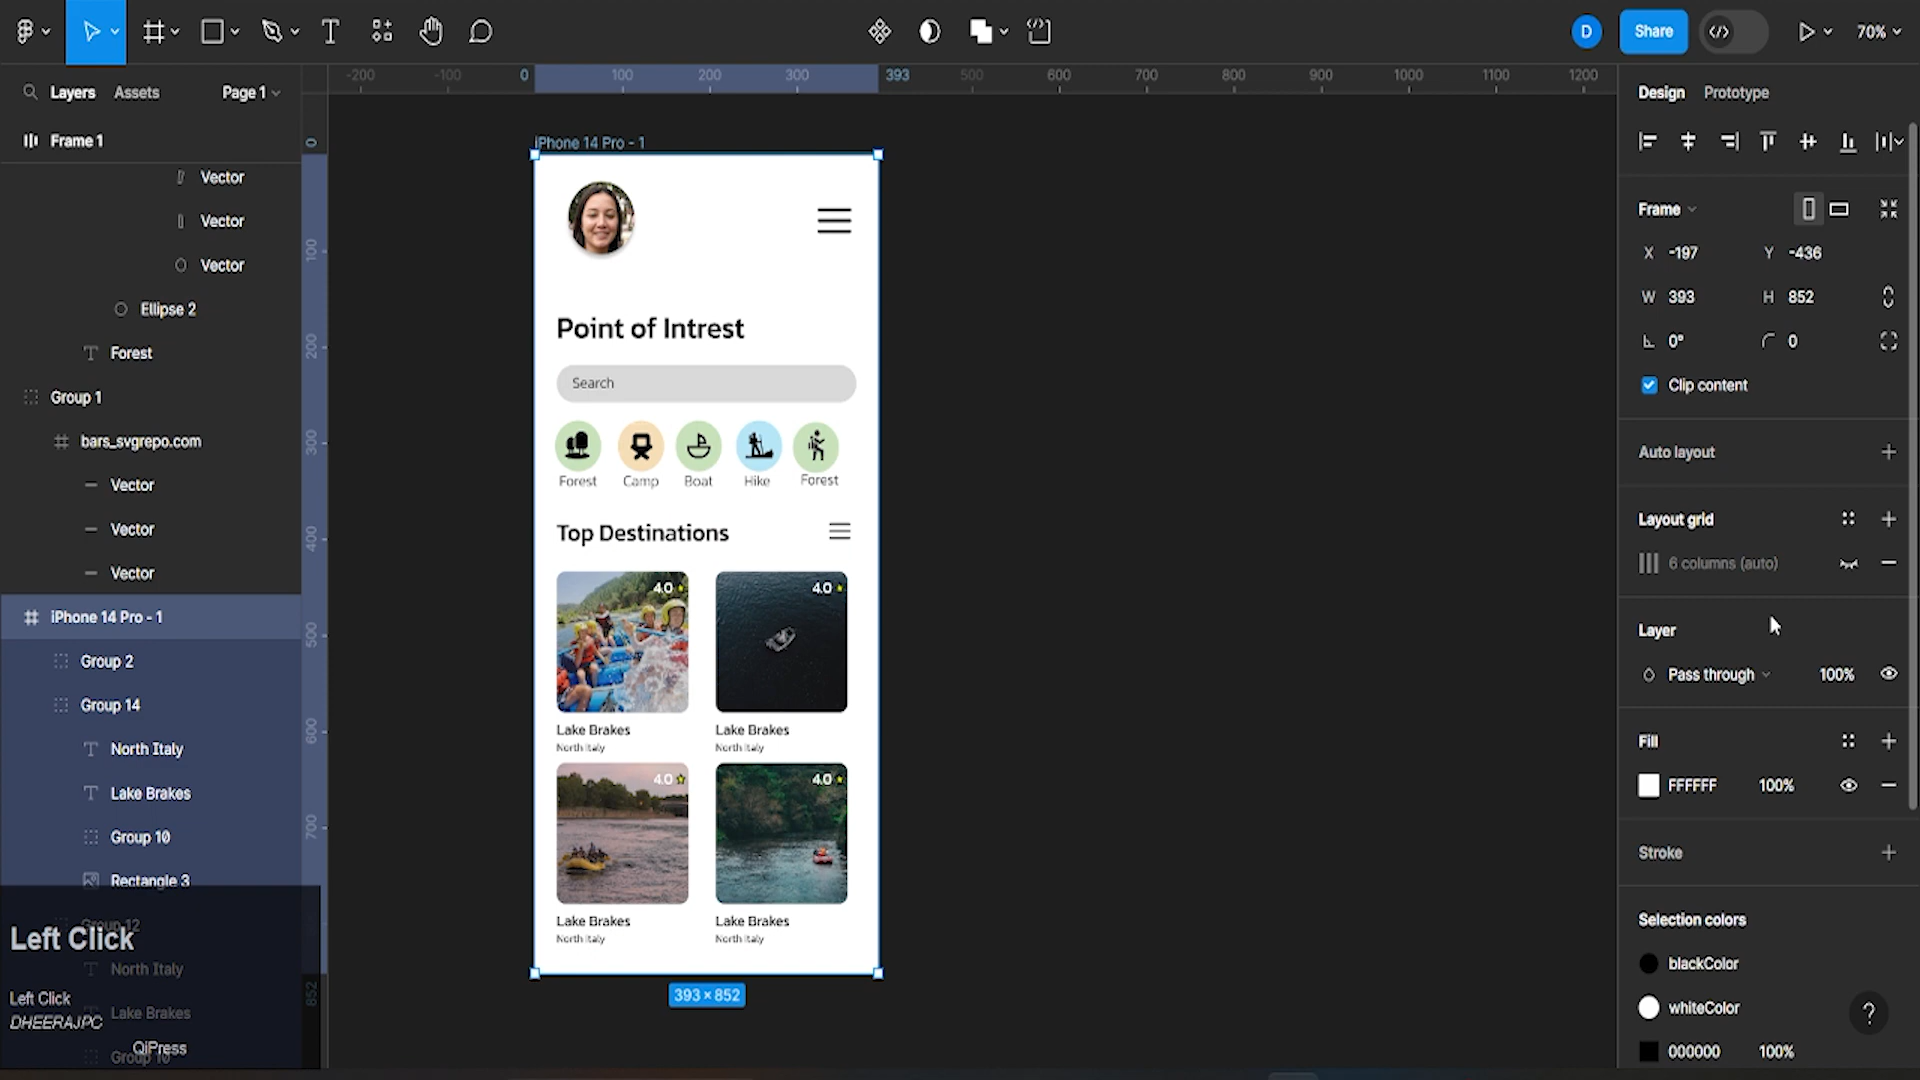 D
Share
70%
Layers
Assets
Page 1
Frame 1
Vector
Vector
Vector
Ellipse 2
Forest
Group 1
bars_svgrepo.com
Vector
Vector
Vector
iPhone 14 Pro - 1
Group 2
Group 14
North Italy
Lake Brakes
Group 10
Rectangle 3
Group 12
North Italy
Lake Brakes
Group 10
Left Click
Left Click
DHEERAJPC
QiPress
-200
-100
0
100
200
300
393
500
600
700
800
900
1000
1100
1200
0
100
200
300
400
500
600
700
852
iPhone 14 Pro - 1
Point of Intrest
Search
Forest
Camp
Boat
Hike
Forest
Top Destinations
4.0
4.0
Lake Brakes
North Italy
Lake Brakes
North Italy
4.0
4.0
Lake Brakes
North Italy
Lake Brakes
North Italy
393 × 852
Design
Prototype
Frame
X -197
Y -436
W 393
H 852
0°
0
Clip content
Auto layout
Layout grid
6 columns (auto)
Layer
Pass through
100%
Fill
FFFFFF
100%
Stroke
Selection colors
blackColor
whiteColor
000000
100%
?